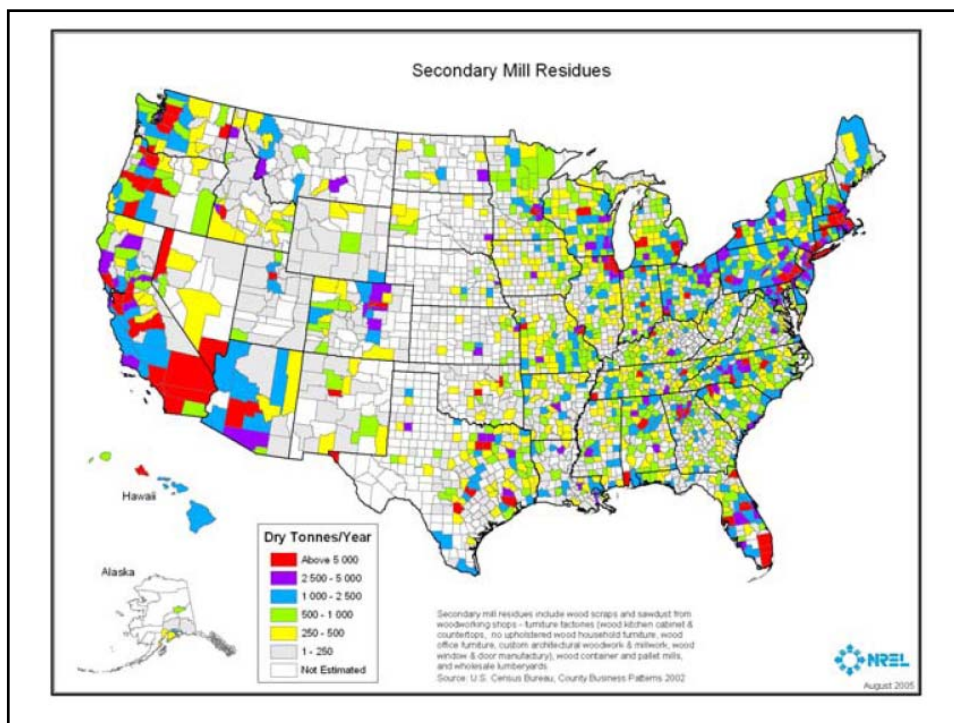 Secondary Mill Residues
Hawaii
Alaska
Dry Tonnes/Year
Above 5 000
2 500 - 5 000
1 000 - 2 500
500 - 1 000
250 - 500
1 - 250
Not Estimated
Secondary mill residues include wood scraps and sawdust from
woodworking shops - furniture factories (wood kitchen cabinet &
countertops, no upholstered wood household furniture, wood
office furniture, custom architectural woodwork & millwork, wood
window & door manufactury), wood container and pallet mills,
and wholesale lumberyards.
Source: U.S. Census Bureau, County Business Patterns 2002
NREL
August 2005